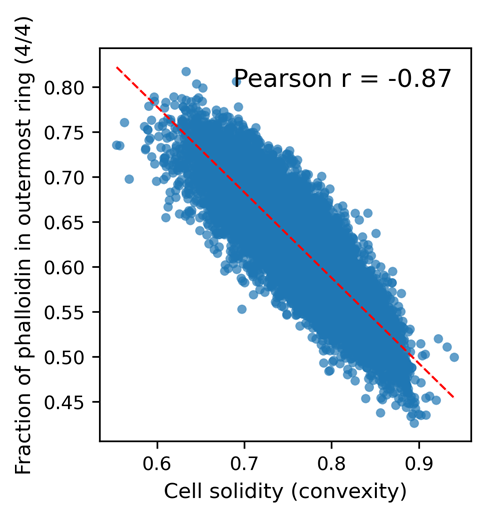 Fraction of phalloidin in outermost ring (4/4)
0.80
0.75
0.70
0.65
0.60
0.55
0.50
0.45
Pearson r = -0.87
0.6 0.7 0.8 0.9
Cell solidity (convexity)